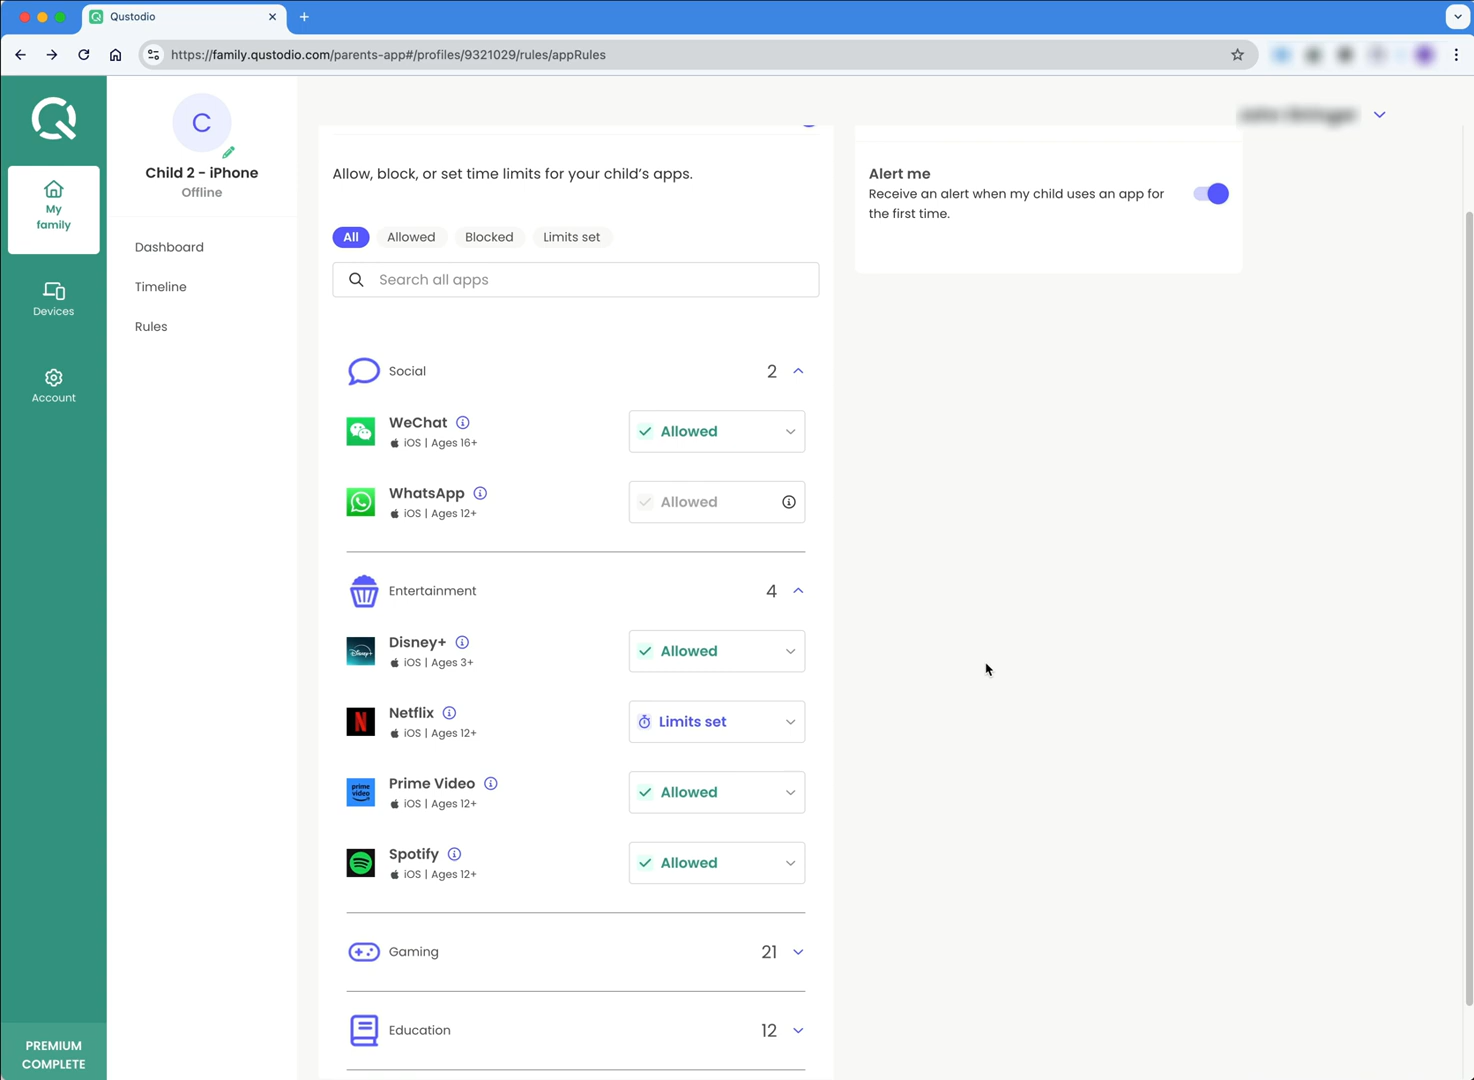 Qustodio
https://family.qustodio.com/parents-app#/profiles/9321029/rules/appRules
My
family
Devices
Account
PREMIUM
COMPLETE
C
Child 2 - iPhone
Offline
Dashboard
Timeline
Rules
Allow, block, or set time limits for your child's apps.
All
Allowed
Blocked
Limits set
Search all apps
Social
2
WeChat
iOS | Ages 16+
Allowed
WhatsApp
iOS | Ages 12+
Allowed
Entertainment
4
Disney+
iOS | Ages 3+
Allowed
Netflix
iOS | Ages 12+
Limits set
prime
video
Prime Video
iOS | Ages 12+
Allowed
Spotify
iOS | Ages 12+
Allowed
Gaming
21
Education
12
Alert me
Receive an alert when my child uses an app for
the first time.